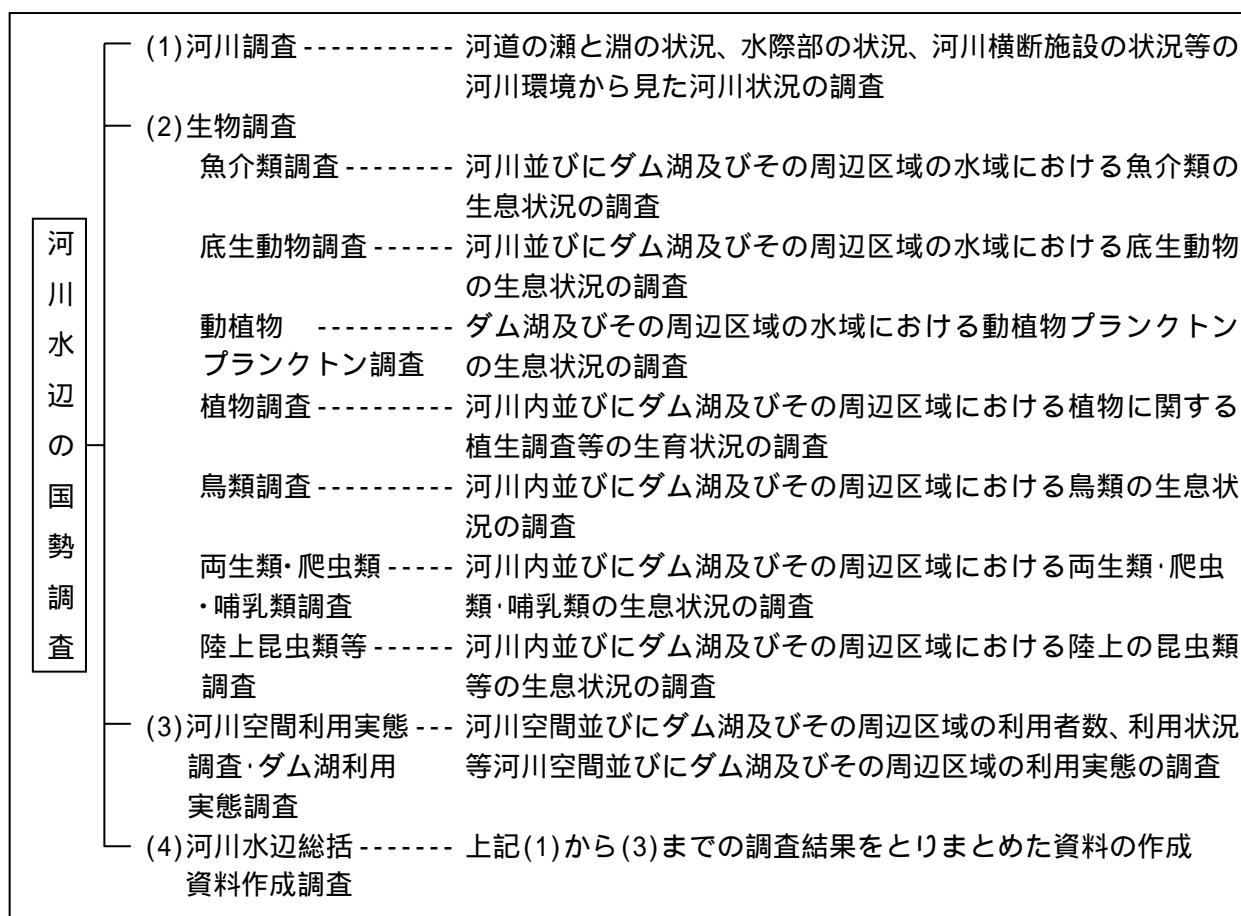 河川水辺の国勢調査
(1)河川調査 ----------- 河道の瀬と淵の状況、水際部の状況、河川横断施設の状況等の
河川環境から見た河川状況の調査
(2)生物調査
魚介類調査 -------- 河川並びにダム湖及びその周辺区域の水域における魚介類の
生息状況の調査
底生動物調査 ------ 河川並びにダム湖及びその周辺区域の水域における底生動物
の生息状況の調査
動植物 ---------- ダム湖及びその周辺区域の水域における動植物プランクトン
プランクトン調査 の生息状況の調査
植物調査 ---------- 河川内並びにダム湖及びその周辺区域における植物に関する
植生調査等の生育状況の調査
鳥類調査 ---------- 河川内並びにダム湖及びその周辺区域における鳥類の生息状
況の調査
両生類・爬虫類 ----- 河川内並びにダム湖及びその周辺区域における両生類・爬虫
・哺乳類調査 類・哺乳類の生息状況の調査
陸上昆虫類等 ------ 河川内並びにダム湖及びその周辺区域における陸上の昆虫類
調査 等の生息状況の調査
(3)河川空間利用実態 --- 河川空間並びにダム湖及びその周辺区域の利用者数、利用状況
調査・ダム湖利用 等河川空間並びにダム湖及びその周辺区域の利用実態の調査
実態調査
(4)河川水辺総括 ------- 上記(1)から(3)までの調査結果をとりまとめた資料の作成
資料作成調査